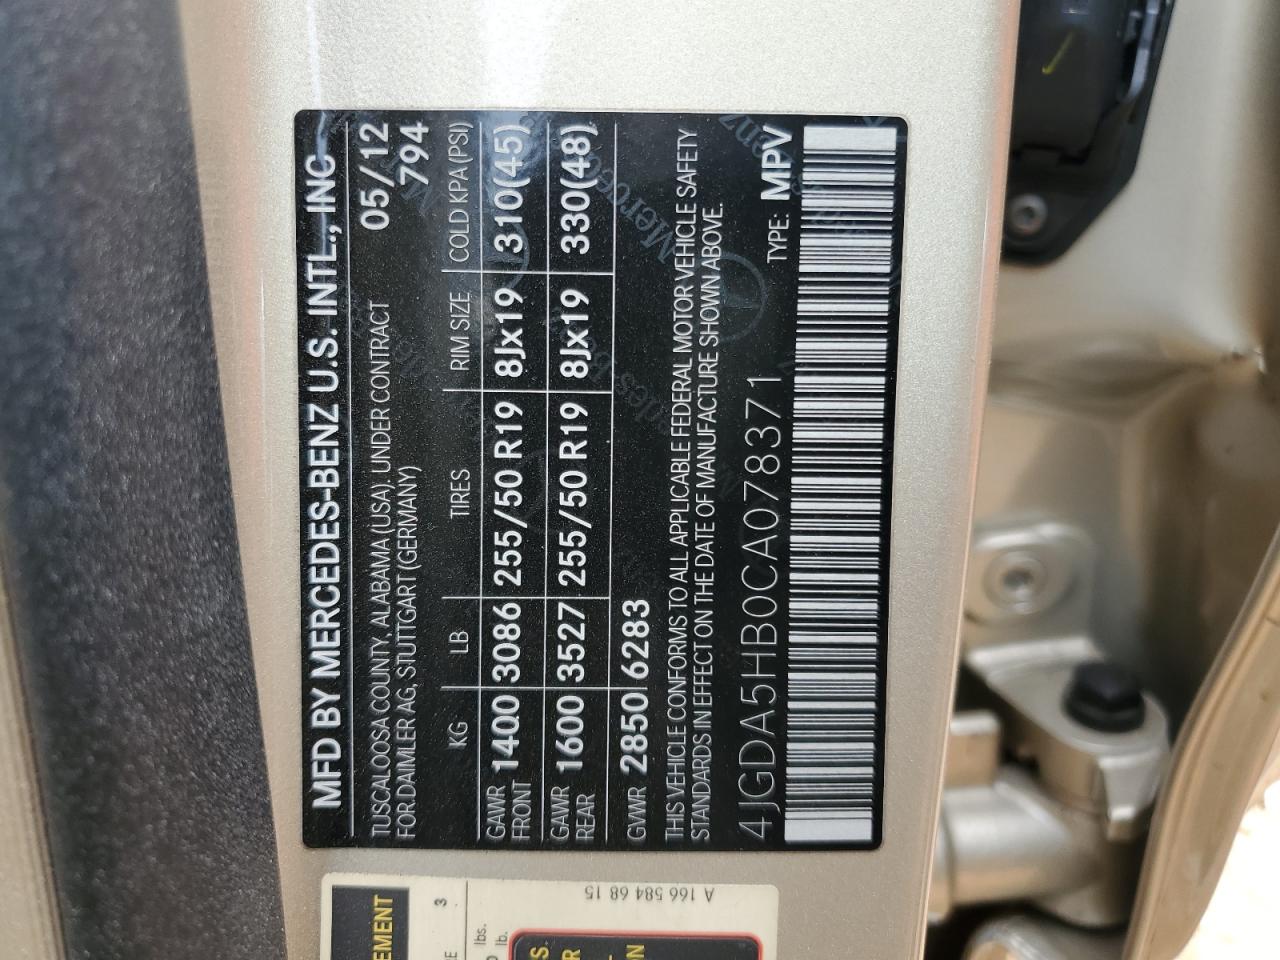 MFD BY MERCEDES-BENZ U.S. INTL., INC
TUSCALOOSA COUNTY, ALABAMA (USA), UNDER CONTRACT 05/12
FOR DAIMLER AG, STUTTGART (GERMANY) 794
KG LB TIRES RIM SIZE COLD KPA (PSI)
GAWR FRONT 1400 3086 255/50 R19 8Jx19 310(45)
GAWR REAR 1600 3527 255/50 R19 8Jx19 330(48)
GVWR 2850 6283
THIS VEHICLE CONFORMS TO ALL APPLICABLE FEDERAL MOTOR VEHICLE SAFETY
STANDARDS IN EFFECT ON THE DATE OF MANUFACTURE SHOWN ABOVE.
4JGDA5HB0CA078371 TYPE: MPV
A 166 584 68 15
EMENT
3
lbs.
lb.